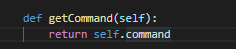 def getCommand(self):
    return self.command